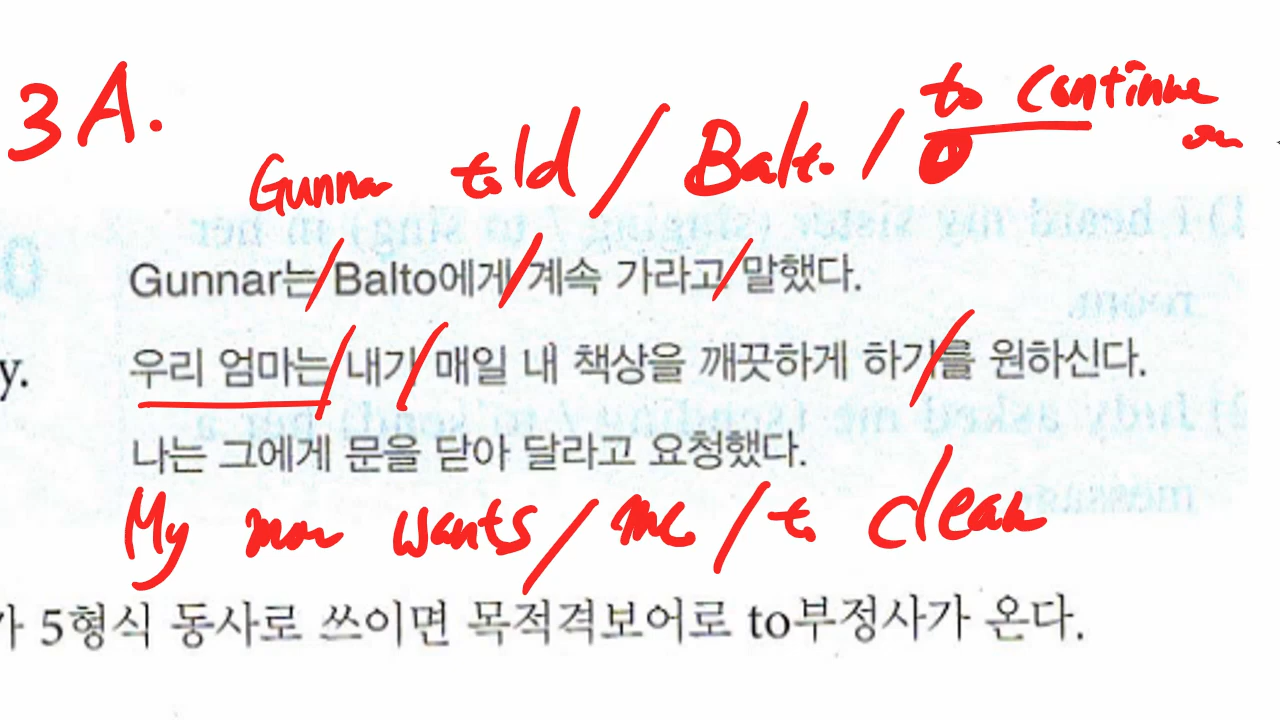 3A.
to continue on
Gunnar told / Balto /
Gunnar는 / Balto에게 / 계속 가라고 / 말했다.
y.
우리 엄마는 / 내가 / 매일 내 책상을 깨끗하게 하기를 원하신다.
나는 그에게 문을 닫아 달라고 요청했다.
My mom wants / me / to clean
가 5형식 동사로 쓰이면 목적격보어로 to부정사가 온다.